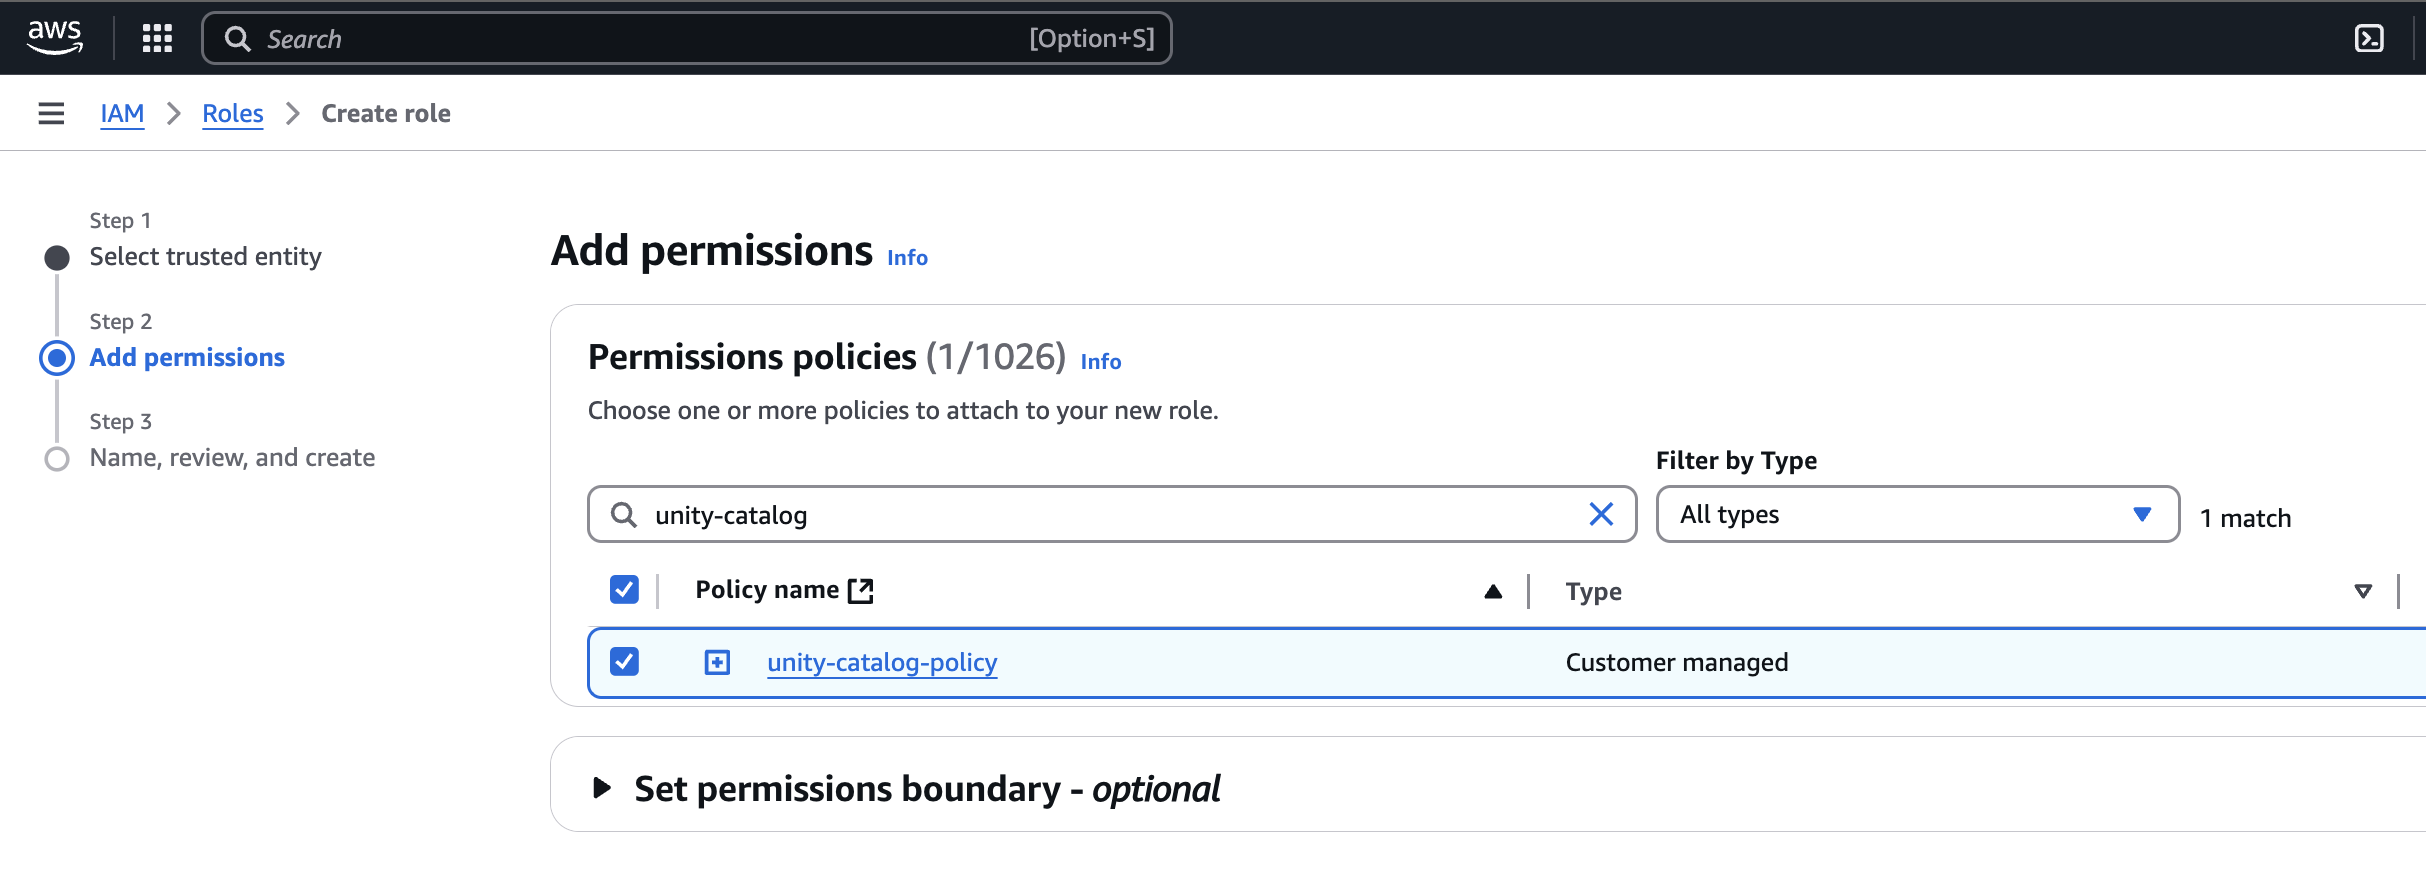 aws
Search [Option+S]
IAM Roles Create role
Step 1
Select trusted entity
Step 2
Add permissions
Step 3
Name, review, and create
Add permissions Info
Permissions policies (1/1026) Info
Choose one or more policies to attach to your new role.
Filter by Type
unity-catalog All types 1 match
Policy name Type
unity-catalog-policy Customer managed
Set permissions boundary - optional